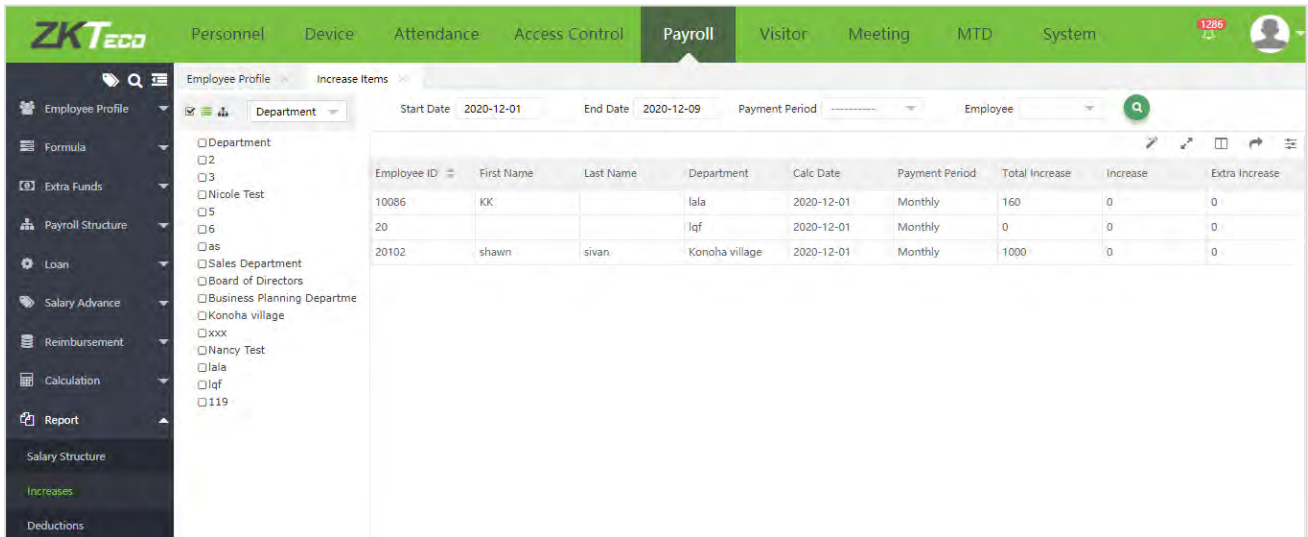 ZKTeco
Personnel Device Attendance Access Control Payroll Visitor Meeting MTD System 1286
Employee Profile Increase Items
Employee Profile
Formula
Extra Funds
Payroll Structure
Loan
Salary Advance
Reimbursement
Calculation
Report
Salary Structure
Increases
Deductions
Department
Department
2
3
Nicole Test
5
6
as
Sales Department
Board of Directors
Business Planning Departme
Konoha village
xxx
Nancy Test
lala
lqf
119
Start Date 2020-12-01 End Date 2020-12-09 Payment Period ---------- Employee
Employee ID First Name Last Name Department Calc Date Payment Period Total Increase Increase Extra Increase
10086 KK lala 2020-12-01 Monthly 160 0 0
20 lqf 2020-12-01 Monthly 0 0 0
20102 shawn sivan Konoha village 2020-12-01 Monthly 1000 0 0